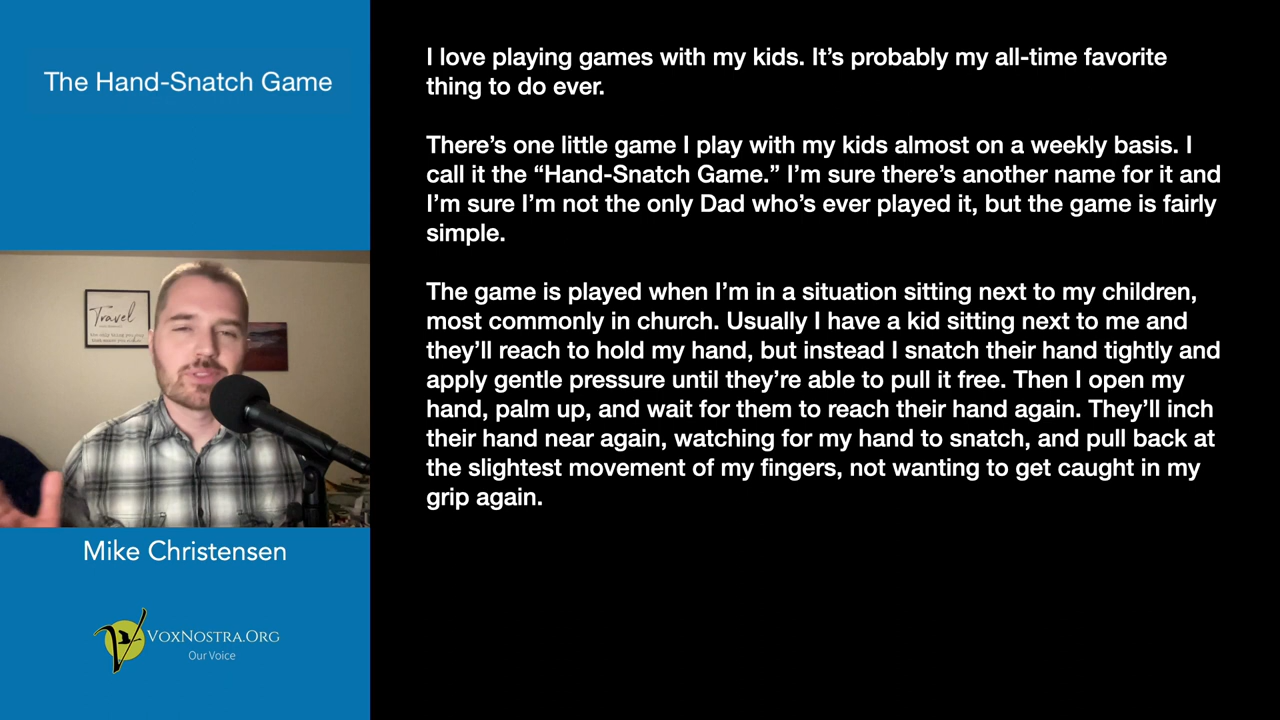 The Hand-Snatch Game
I love playing games with my kids. It’s probably my all-time favorite
thing to do ever.
There’s one little game I play with my kids almost on a weekly basis. I
call it the “Hand-Snatch Game.” I’m sure there’s another name for it and
I’m sure I’m not the only Dad who’s ever played it, but the game is fairly
simple.
The game is played when I’m in a situation sitting next to my children,
most commonly in church. Usually I have a kid sitting next to me and
they’ll reach to hold my hand, but instead I snatch their hand tightly and
apply gentle pressure until they’re able to pull it free. Then I open my
hand, palm up, and wait for them to reach their hand again. They’ll inch
their hand near again, watching for my hand to snatch, and pull back at
the slightest movement of my fingers, not wanting to get caught in my
grip again.
Travel
Mike Christensen
VoxNostra.Org
Our Voice